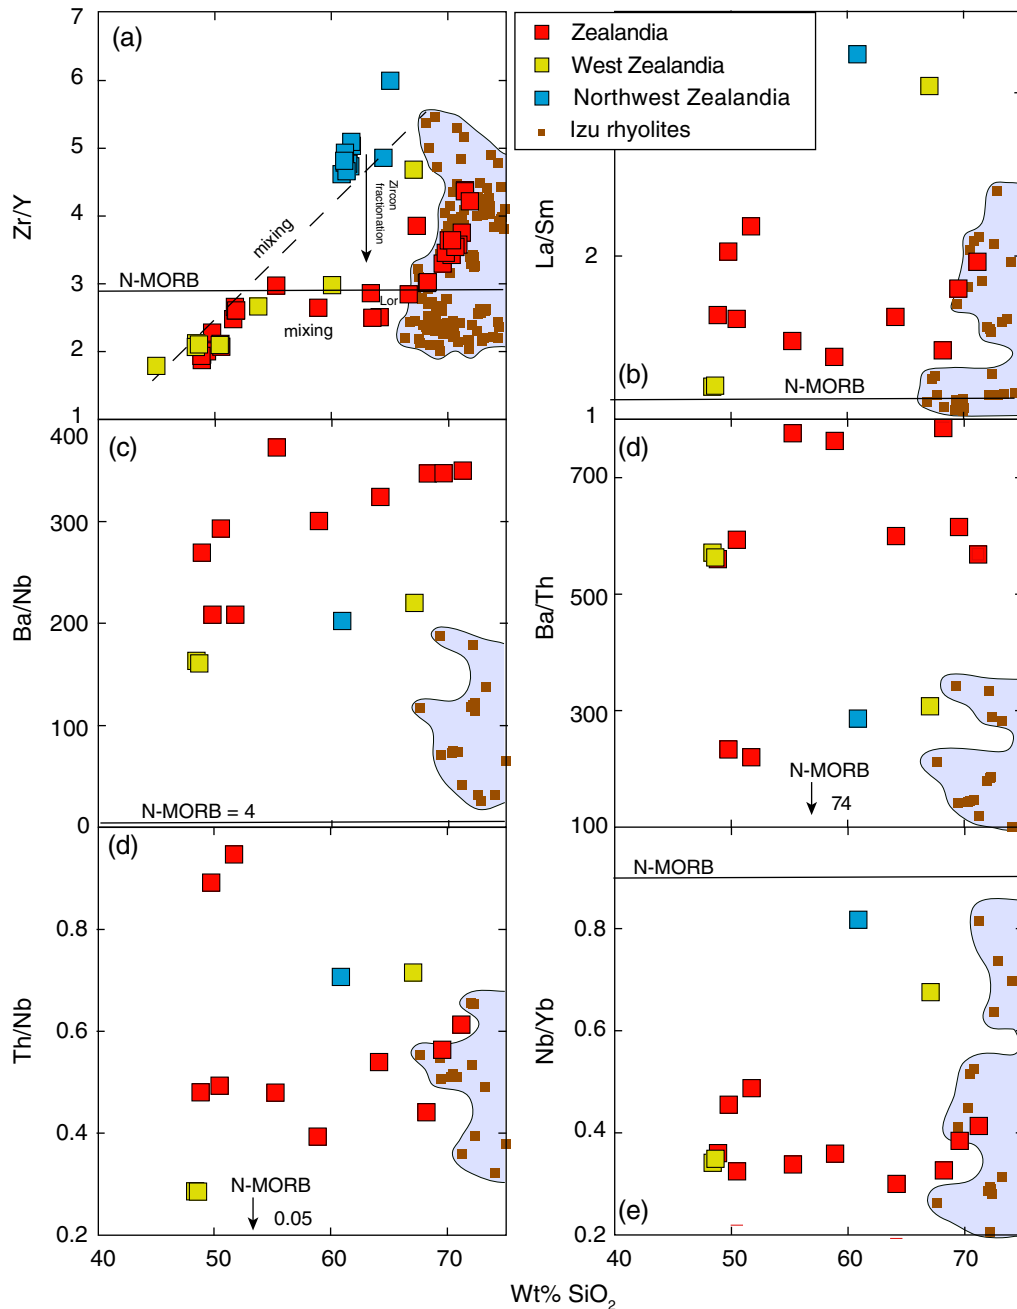 (a)
Zealandia
West Zealandia
Northwest Zealandia
Izu rhyolites
7
6
5
4
3
2
1
Zr/Y
mixing
Zircon
fractionation
N-MORB
Lor
mixing
2
1
La/Sm
(b)
N-MORB
(c)
400
300
200
100
0
Ba/Nb
N-MORB = 4
(d)
700
500
300
100
Ba/Th
N-MORB
74
(d)
0.8
0.6
0.4
0.2
Th/Nb
N-MORB
0.05
40
50
60
70
N-MORB
0.8
0.6
0.4
0.2
Nb/Yb
(e)
40
50
60
70
Wt% SiO₂